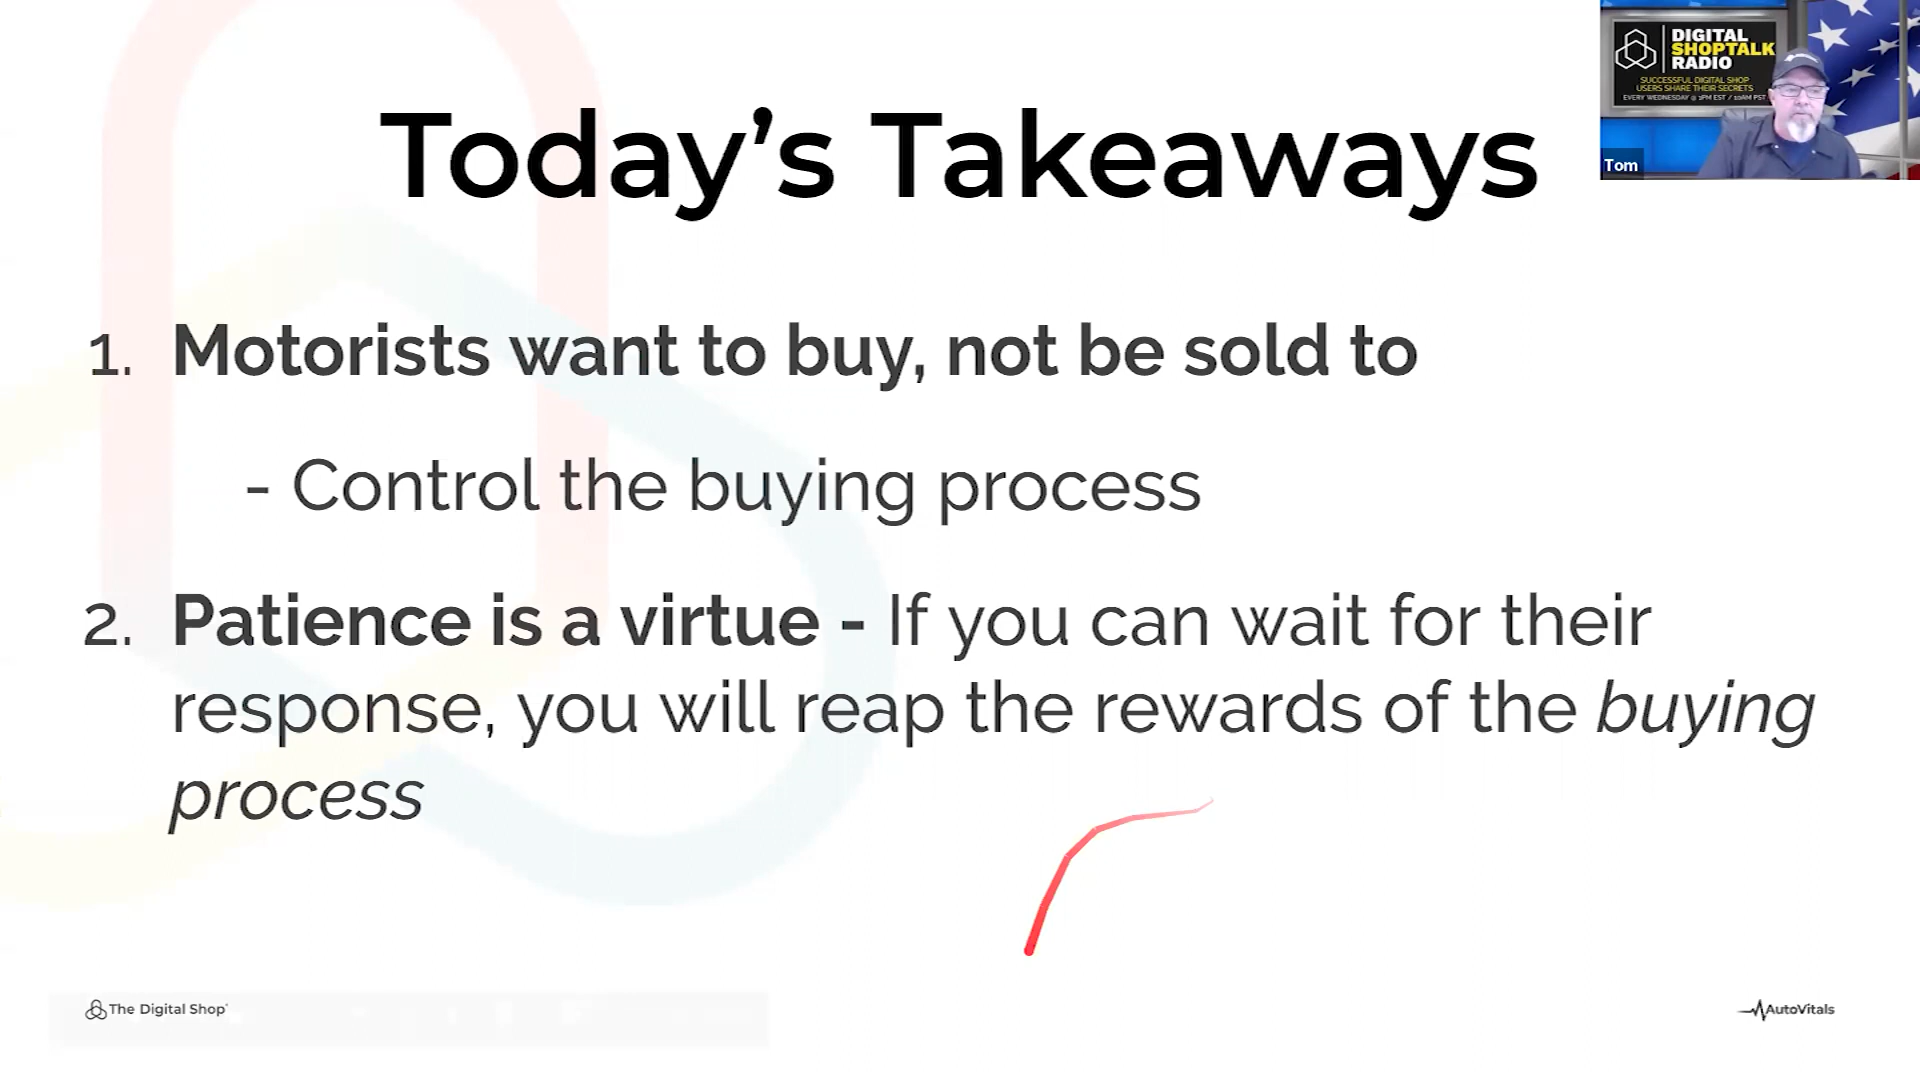 Today’s Takeaways
1. Motorists want to buy, not be sold to
- Control the buying process
2. Patience is a virtue - If you can wait for their
response, you will reap the rewards of the buying
process
The Digital Shop
AutoVitals
DIGITAL
SHOPTALK
RADIO
SUCCESSFUL DIGITAL SHOP
USERS SHARE THEIR SECRETS
EVERY WEDNESDAY @ 1PM EST / 10AM PST
Tom